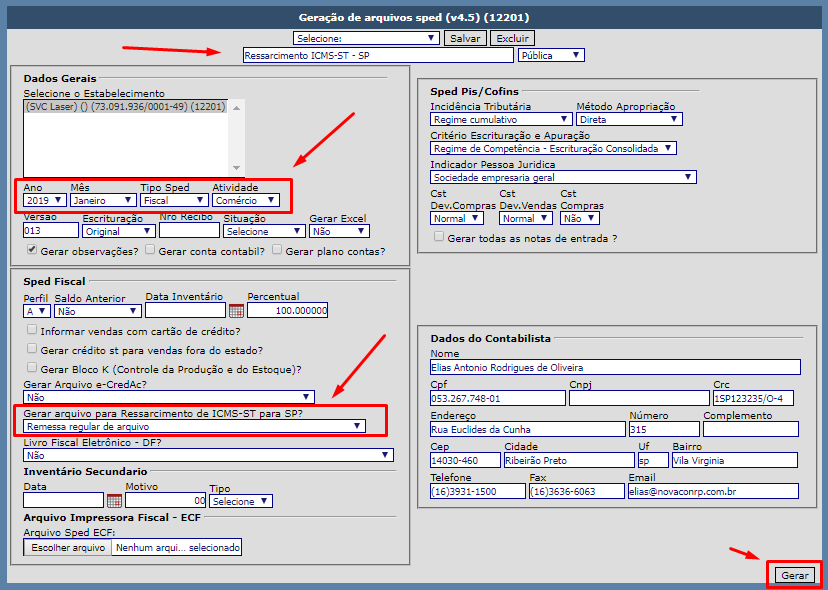 Geração de arquivos sped (v4.5) (12201)
Selecione: Salvar Excluir
Ressarcimento ICMS-ST - SP Pública
Dados Gerais
Selecione o Estabelecimento
(SVC Laser) () (73.091.936/0001-49) (12201)
Ano Mês Tipo Sped Atividade
2019 Janeiro Fiscal Comércio
Versão Escrituração Nro Recibo Situação Gerar Excel
013 Original Selecione Não
Gerar observações? Gerar conta contabil? Gerar plano contas?
Sped Fiscal
Perfil Saldo Anterior Data Inventário Percentual
A Não 100.000000
Informar vendas com cartão de crédito?
Gerar crédito st para vendas fora do estado?
Gerar Bloco K (Controle da Produção e do Estoque)?
Gerar Arquivo e-CredAc?
Não
Gerar arquivo para Ressarcimento de ICMS-ST para SP?
Remessa regular de arquivo
Livro Fiscal Eletrônico - DF?
Não
Inventário Secundario
Data Motivo Tipo
00 Selecione
Arquivo Impressora Fiscal - ECF
Arquivo Sped ECF:
Escolher arquivo Nenhum arqui... selecionado
Sped Pis/Cofins
Incidência Tributária Método Apropriação
Regime cumulativo Direta
Critério Escrituração e Apuração
Regime de Competência - Escrituração Consolidada
Indicador Pessoa Juridica
Sociedade empresaria geral
Cst Cst Cst
Dev.Compras Dev.Vendas Compras
Normal Normal Não
Gerar todas as notas de entrada ?
Dados do Contabilista
Nome
Elias Antonio Rodrigues de Oliveira
Cpf Cnpj Crc
053.267.748-01 1SP123235/O-4
Endereço Número Complemento
Rua Euclides da Cunha 315
Cep Cidade Uf Bairro
14030-460 Ribeirão Preto sp Vila Virginia
Telefone Fax Email
(16)3931-1500 (16)3636-6063 elias@novaconrp.com.br
Gerar